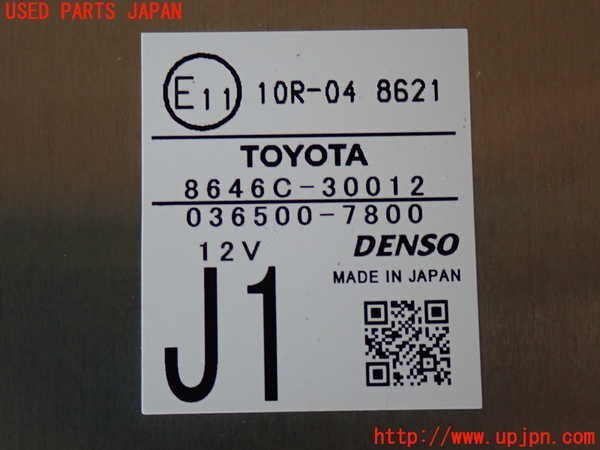 USED PARTS JAPAN
E11 10R-04 8621
TOYOTA
8646C-30012
036500-7800
12V DENSO
MADE IN JAPAN
J1
http://www.upjpn.com/